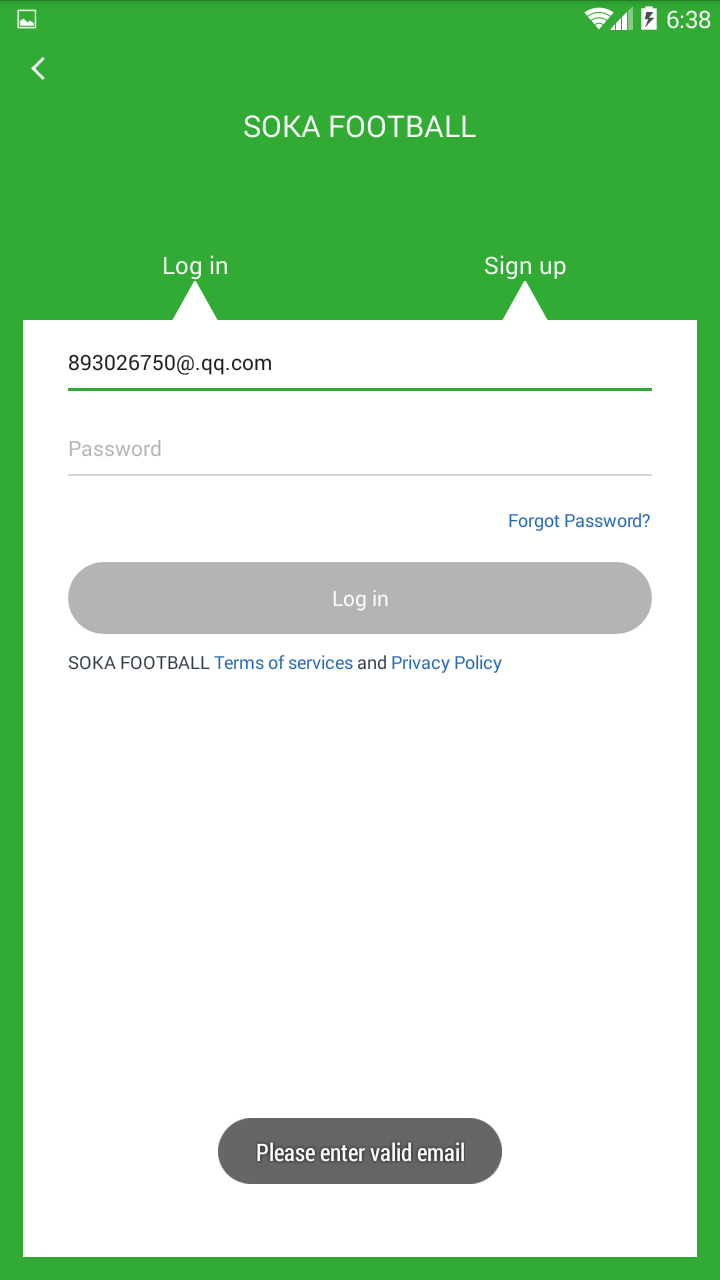 6:38
SOKA FOOTBALL
Log in
Sign up
893026750@.qq.com
Password
Forgot Password?
Log in
SOKA FOOTBALL Terms of services and Privacy Policy
Please enter valid email